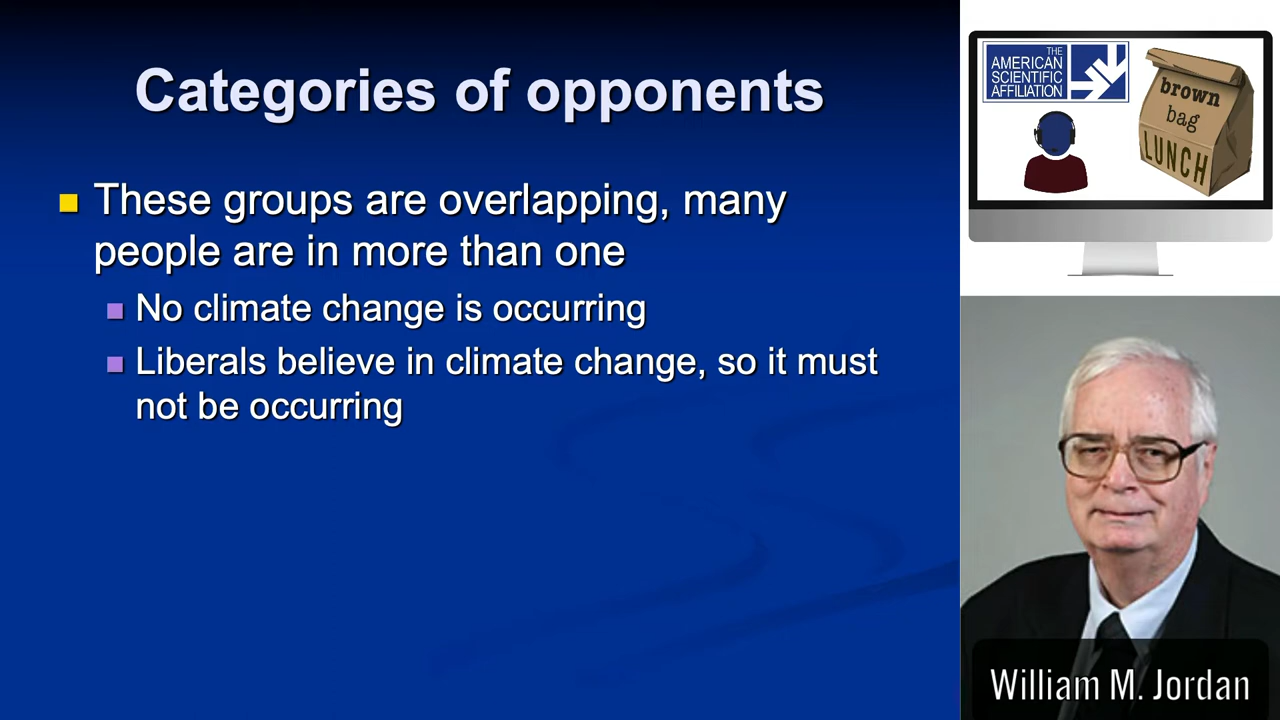 Categories of opponents
These groups are overlapping, many
people are in more than one
No climate change is occurring
Liberals believe in climate change, so it must
not be occurring
THE
AMERICAN
SCIENTIFIC
AFFILIATION
brown
bag
LUNCH
William M. Jordan